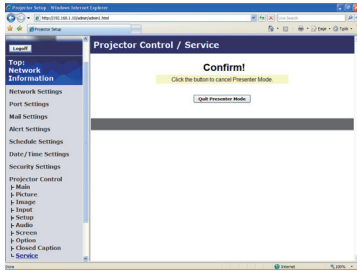 Projector Setup - Windows Internet Explorer
http://192.168.1.10/admin/admin1.html
Live Search
Projector Setup
Page
Tools
Logoff
Projector Control / Service
Top:
Network
Information
Confirm!
Click the button to cancel Presenter Mode.
Quit Presenter Mode
Network Settings
Port Settings
Mail Settings
Alert Settings
Schedule Settings
Date/Time Settings
Security Settings
Projector Control
Main
Picture
Image
Input
Setup
Audio
Screen
Option
Closed Caption
Service
Done
Internet
100%